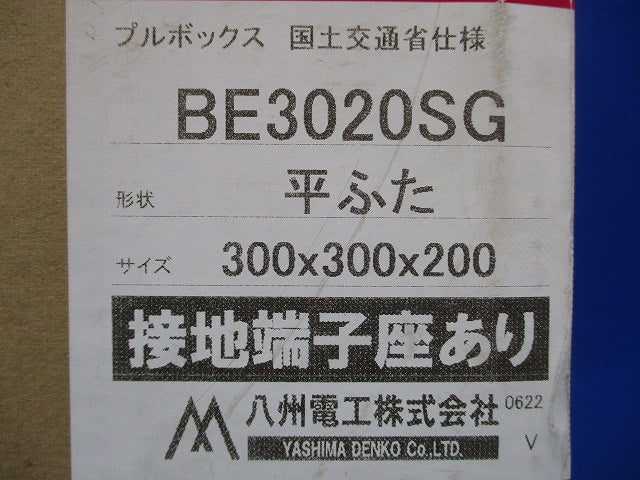 プルボックス 国土交通省仕様
BE3020SG
形状 平ふた
サイズ 300x300x200
接地端子座あり
八州電工株式会社 0622
YASHIMA DENKO Co.LTD. V